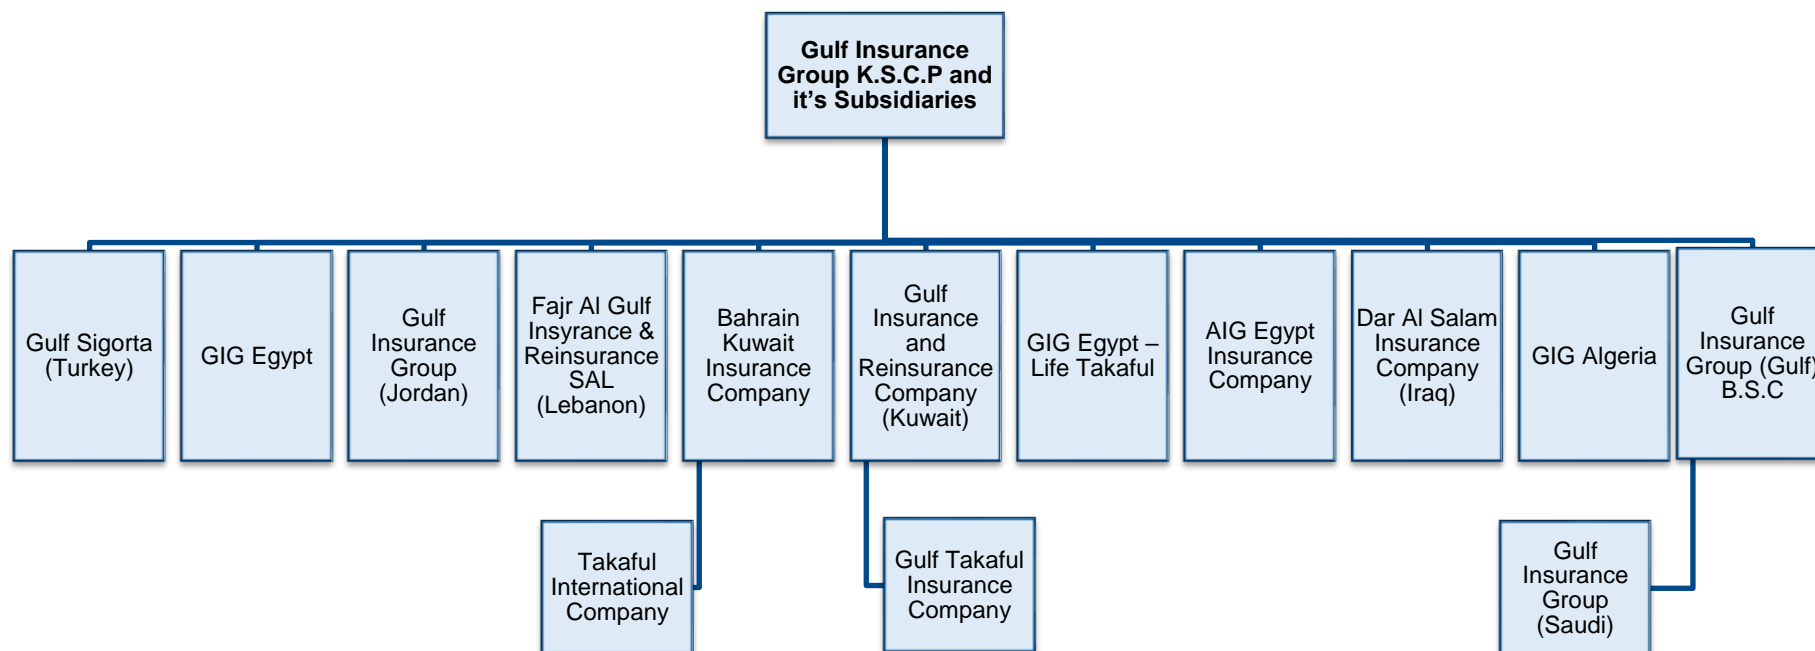 Gulf Insurance
Group K.S.C.P and
it’s Subsidiaries
Gulf Sigorta
(Turkey)
GIG Egypt
Gulf
Insurance
Group
(Jordan)
Fajr Al Gulf
Insyrance &
Reinsurance
SAL
(Lebanon)
Bahrain
Kuwait
Insurance
Company
Gulf
Insurance
and
Reinsurance
Company
(Kuwait)
GIG Egypt –
Life Takaful
AIG Egypt
Insurance
Company
Dar Al Salam
Insurance
Company
(Iraq)
GIG Algeria
Gulf
Insurance
Group (Gulf)
B.S.C
Takaful
International
Company
Gulf Takaful
Insurance
Company
Gulf
Insurance
Group
(Saudi)